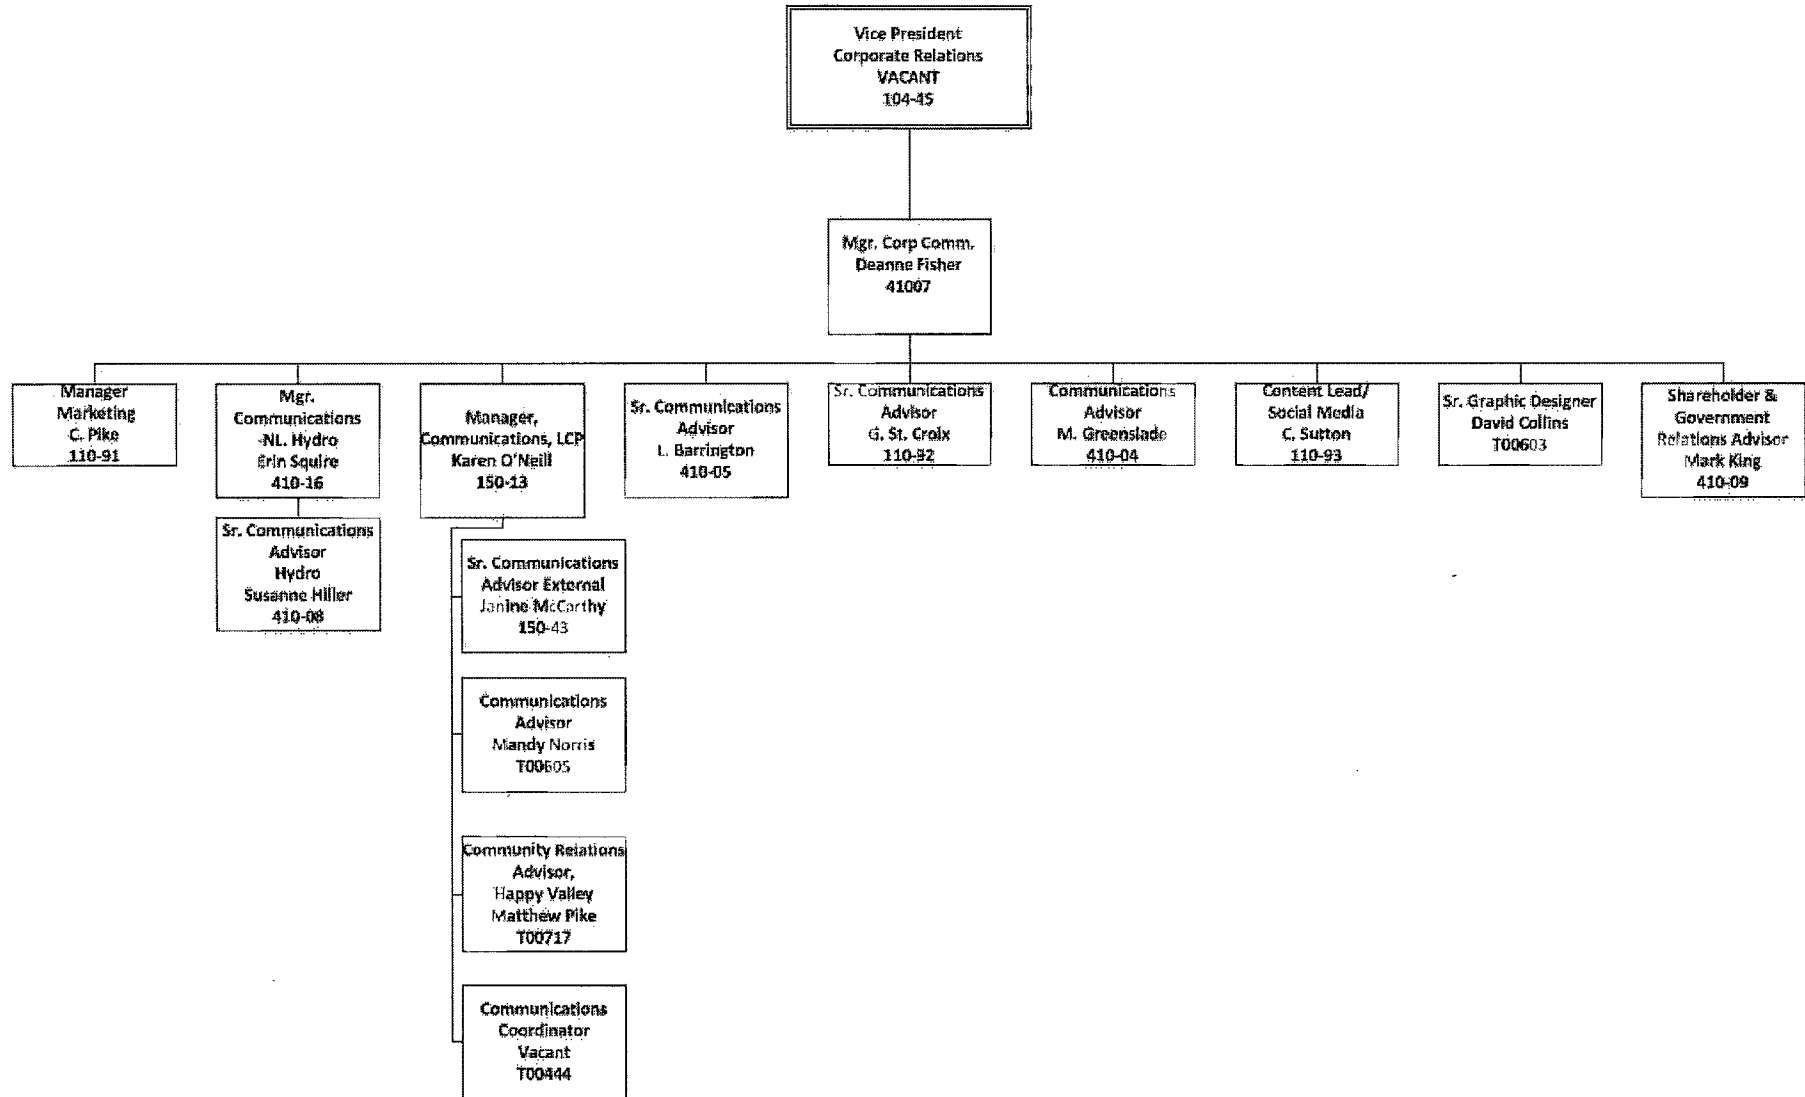 Vice President
Corporate Relations
VACANT
104-45
Mgr. Corp Comm.
Deanne Fisher
41007
Manager
Marketing
C. Pike
110-91
Mgr.
Communications
-NL. Hydro
Erin Squire
410-16
Manager,
Communications, LCP
Karen O'Neill
150-13
Sr. Communications
Advisor
L. Barrington
410-05
Sr. Communications
Advisor
G. St. Croix
110-92
Communications
Advisor
M. Greenslade
410-04
Content Lead/
Social Media
C. Sutton
110-93
Sr. Graphic Designer
David Collins
T00603
Shareholder &
Government
Relations Advisor
Mark King
410-09
Sr. Communications
Advisor
Hydro
Susanne Hiller
410-08
Sr. Communications
Advisor External
Janine McCarthy
150-43
Communications
Advisor
Mandy Norris
T00605
Community Relations
Advisor,
Happy Valley
Matthew Pike
T00717
Communications
Coordinator
Vacant
T00444